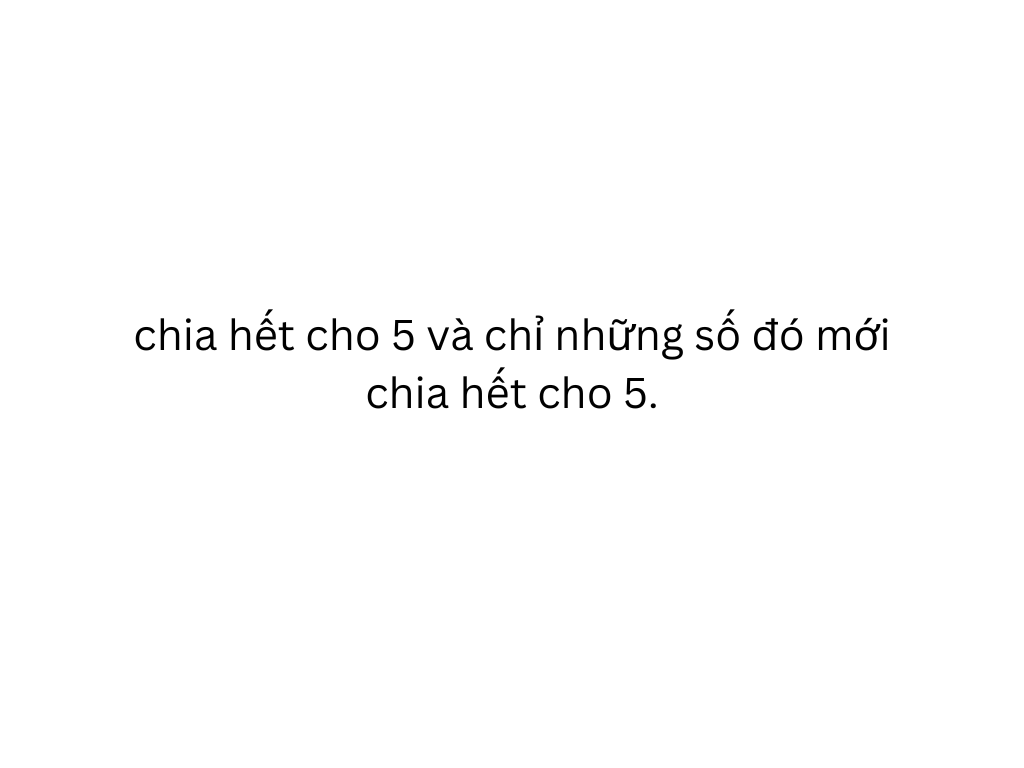 chia hết cho 5 và chỉ những số đó mới
chia hết cho 5.